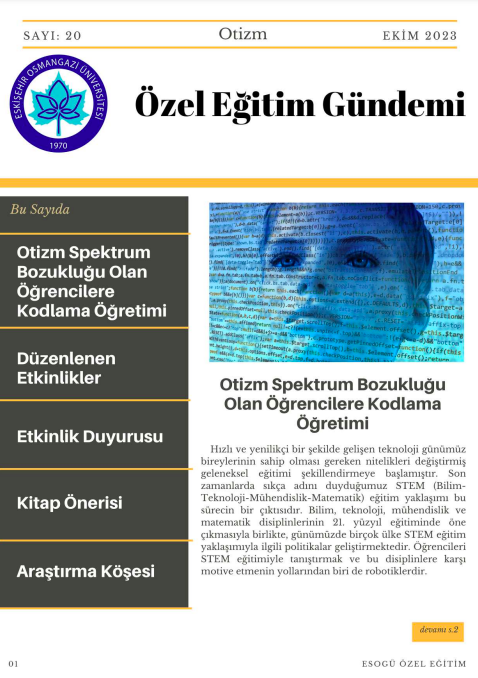 SAYI: 20
Otizm
EKİM 2023
ESKİŞEHİR OSMANGAZİ ÜNİVERSİTESİ
1970
Özel Eğitim Gündemi
Bu Sayıda
Otizm Spektrum
Bozukluğu Olan
Öğrencilere
Kodlama Öğretimi
Düzenlenen
Etkinlikler
Etkinlik Duyurusu
Kitap Önerisi
Araştırma Köşesi
Otizm Spektrum Bozukluğu
Olan Öğrencilere Kodlama
Öğretimi
Hızlı ve yenilikçi bir şekilde gelişen teknoloji günümüz
bireylerinin sahip olması gereken nitelikleri değiştirmiş
geleneksel eğitimi şekillendirmeye başlamıştır. Son
zamanlarda sıkça adını duyduğumuz STEM (Bilim-
Teknoloji-Mühendislik-Matematik) eğitim yaklaşımı bu
sürecin bir çıktısıdır. Bilim, teknoloji, mühendislik ve
matematik disiplinlerinin 21. yüzyıl eğitiminde öne
çıkmasıyla birlikte, günümüzde birçok ülke STEM eğitim
yaklaşımıyla ilgili politikalar geliştirmektedir. Öğrencileri
STEM eğitimiyle tanıştırmak ve bu disiplinlere karşı
motive etmenin yollarından biri de robotiklerdir.
devamı s.2
01
ESOGÜ ÖZEL EĞİTİM